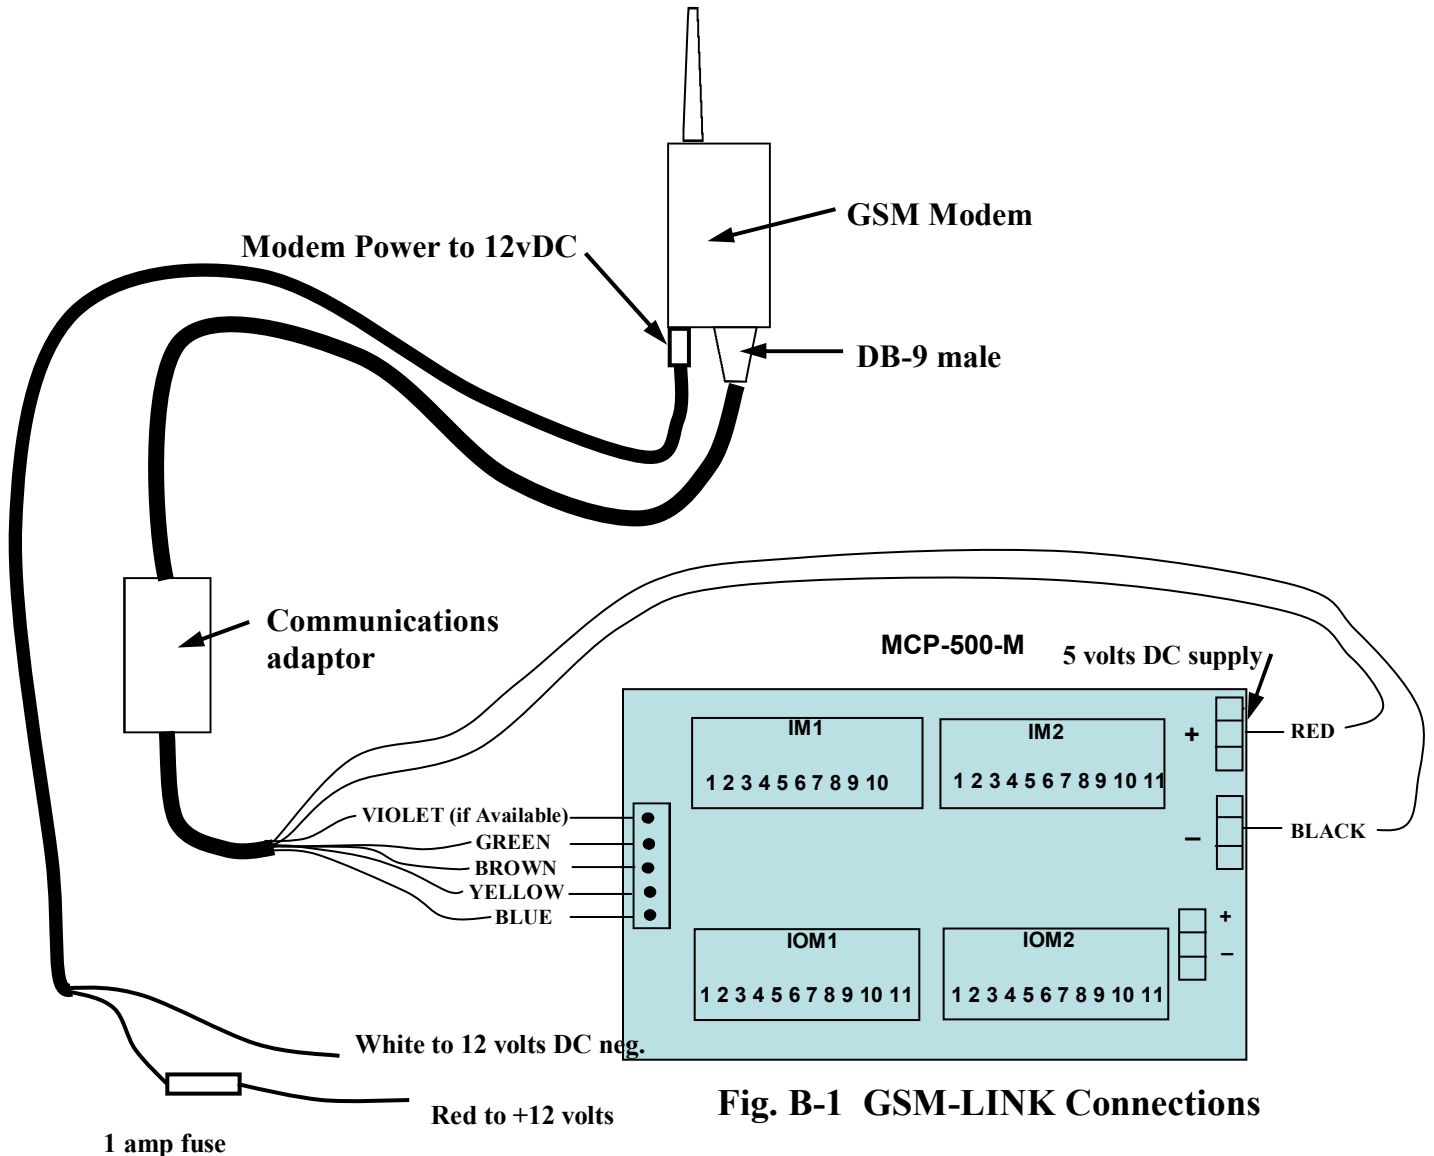 GSM Modem
Modem Power to 12vDC
DB-9 male
Communications
adaptor
MCP-500-M
5 volts DC supply
IM1
1 2 3 4 5 6 7 8 9 10
IM2
1 2 3 4 5 6 7 8 9 10 11
+
RED
−
BLACK
VIOLET (if Available)
GREEN
BROWN
YELLOW
BLUE
IOM1
1 2 3 4 5 6 7 8 9 10 11
IOM2
1 2 3 4 5 6 7 8 9 10 11
+
−
White to 12 volts DC neg.
Red to +12 volts
1 amp fuse
Fig. B-1 GSM-LINK Connections